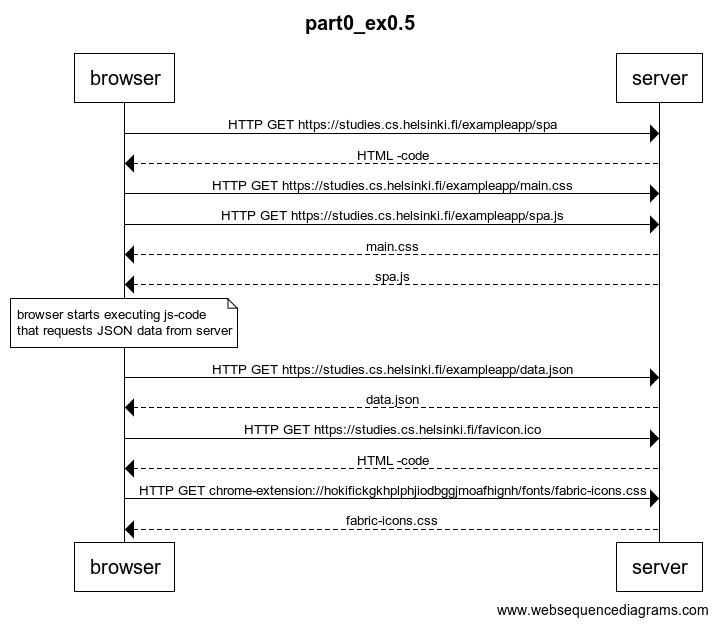 part0_ex0.5
browser
server
HTTP GET https://studies.cs.helsinki.fi/exampleapp/spa
HTML -code
HTTP GET https://studies.cs.helsinki.fi/exampleapp/main.css
HTTP GET https://studies.cs.helsinki.fi/exampleapp/spa.js
main.css
spa.js
browser starts executing js-code
that requests JSON data from server
HTTP GET https://studies.cs.helsinki.fi/exampleapp/data.json
data.json
HTTP GET https://studies.cs.helsinki.fi/favicon.ico
HTML -code
HTTP GET chrome-extension://hokifickgkhplphjiodbggjmoafhignh/fonts/fabric-icons.css
fabric-icons.css
browser
server
www.websequencediagrams.com